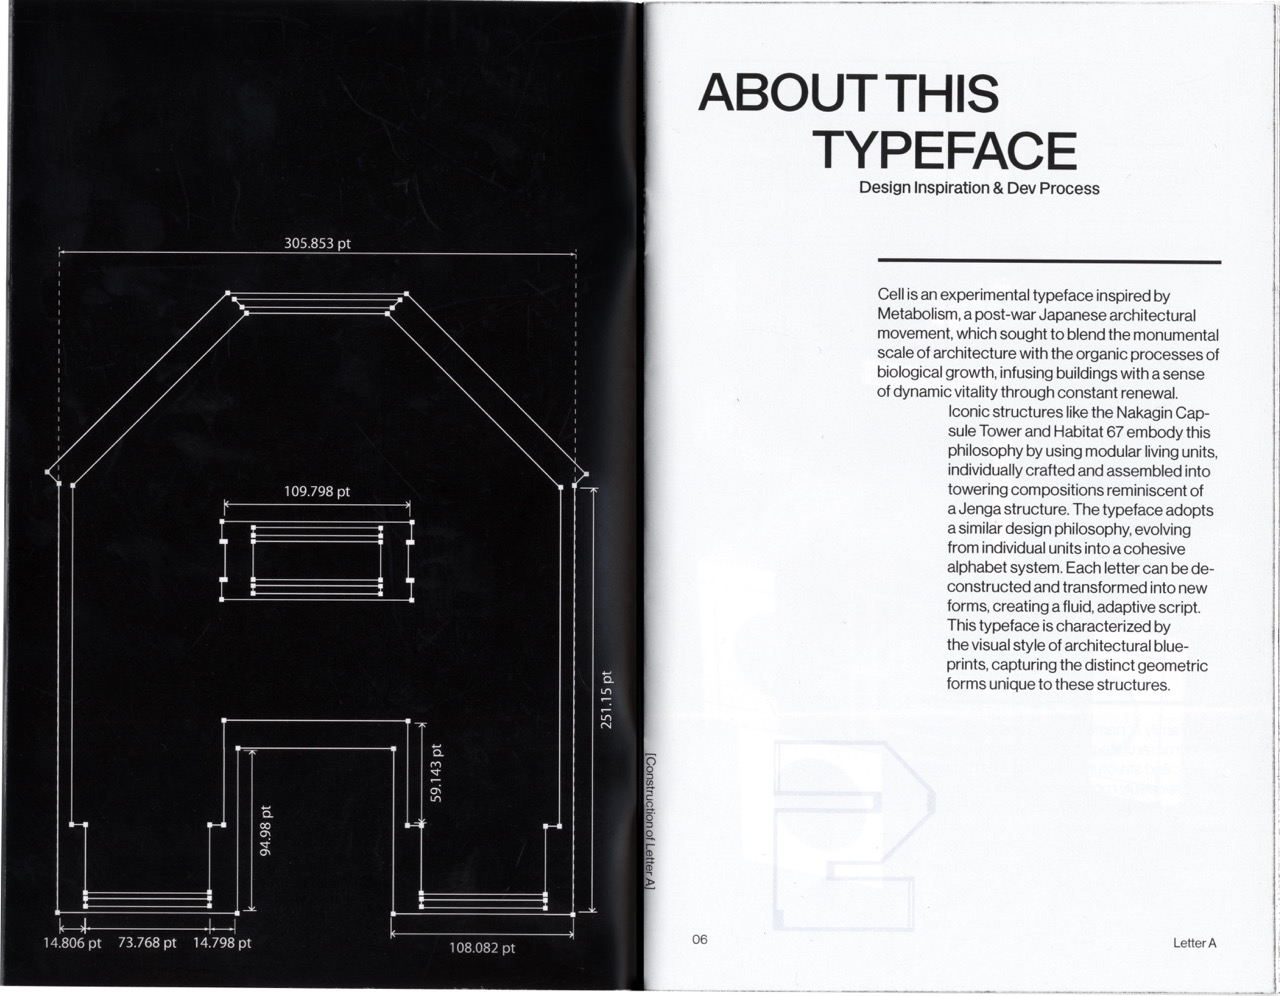 305.853 pt
109.798 pt
251.15 pt
59.143 pt
94.98 pt
14.806 pt
73.768 pt
14.798 pt
108.082 pt
[Construction of Letter A]
ABOUT THIS
TYPEFACE
Design Inspiration & Dev Process
Cell is an experimental typeface inspired by
Metabolism, a post-war Japanese architectural
movement, which sought to blend the monumental
scale of architecture with the organic processes of
biological growth, infusing buildings with a sense
of dynamic vitality through constant renewal.
Iconic structures like the Nakagin Cap-
sule Tower and Habitat 67 embody this
philosophy by using modular living units,
individually crafted and assembled into
towering compositions reminiscent of
a Jenga structure. The typeface adopts
a similar design philosophy, evolving
from individual units into a cohesive
alphabet system. Each letter can be de-
constructed and transformed into new
forms, creating a fluid, adaptive script.
This typeface is characterized by
the visual style of architectural blue-
prints, capturing the distinct geometric
forms unique to these structures.
06
Letter A